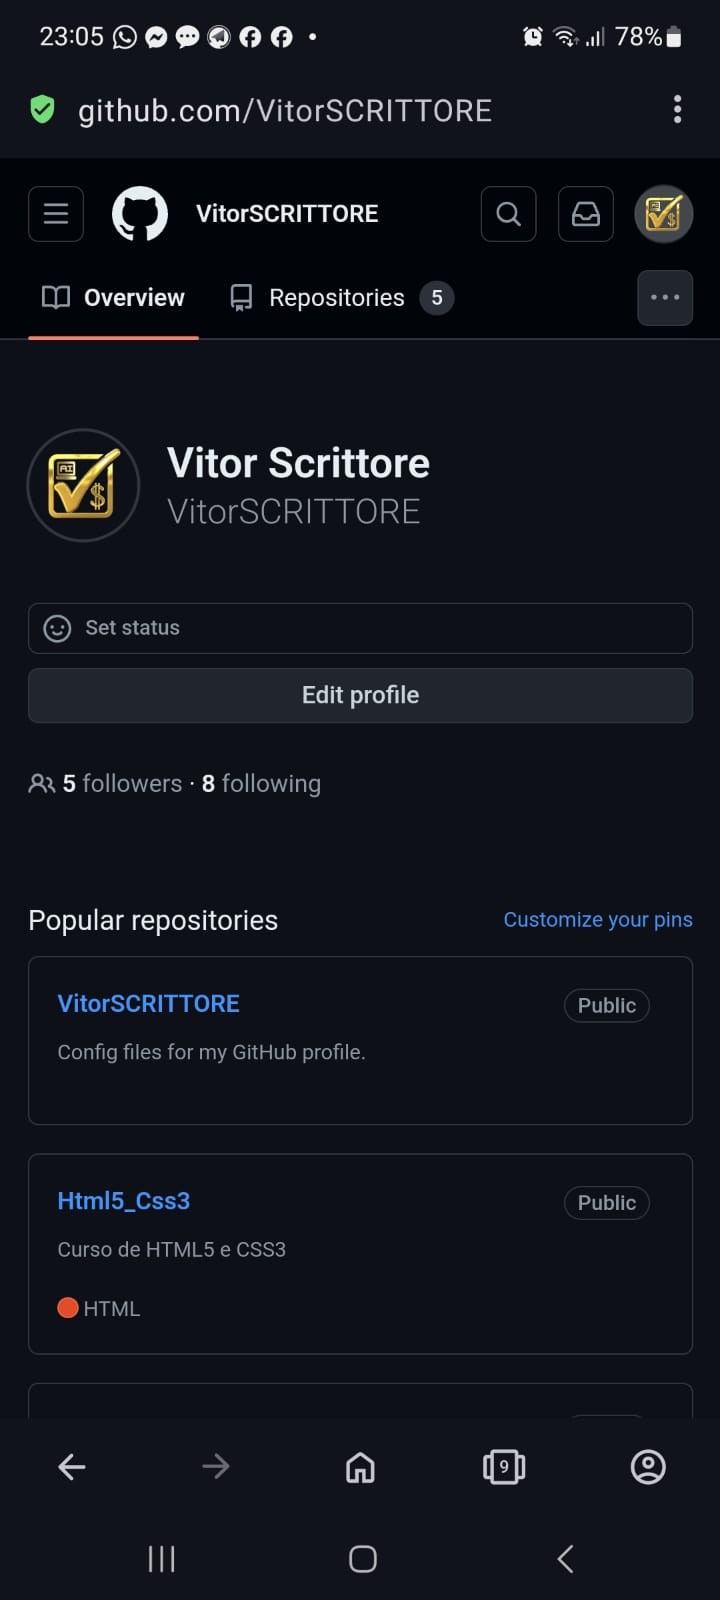 23:05 78%
github.com/VitorSCRITTORE
VitorSCRITTORE
Overview Repositories 5
AI
$
Vitor Scrittore
VitorSCRITTORE
Set status
Edit profile
5 followers · 8 following
Popular repositories Customize your pins
VitorSCRITTORE Public
Config files for my GitHub profile.
Html5_Css3 Public
Curso de HTML5 e CSS3
HTML
9